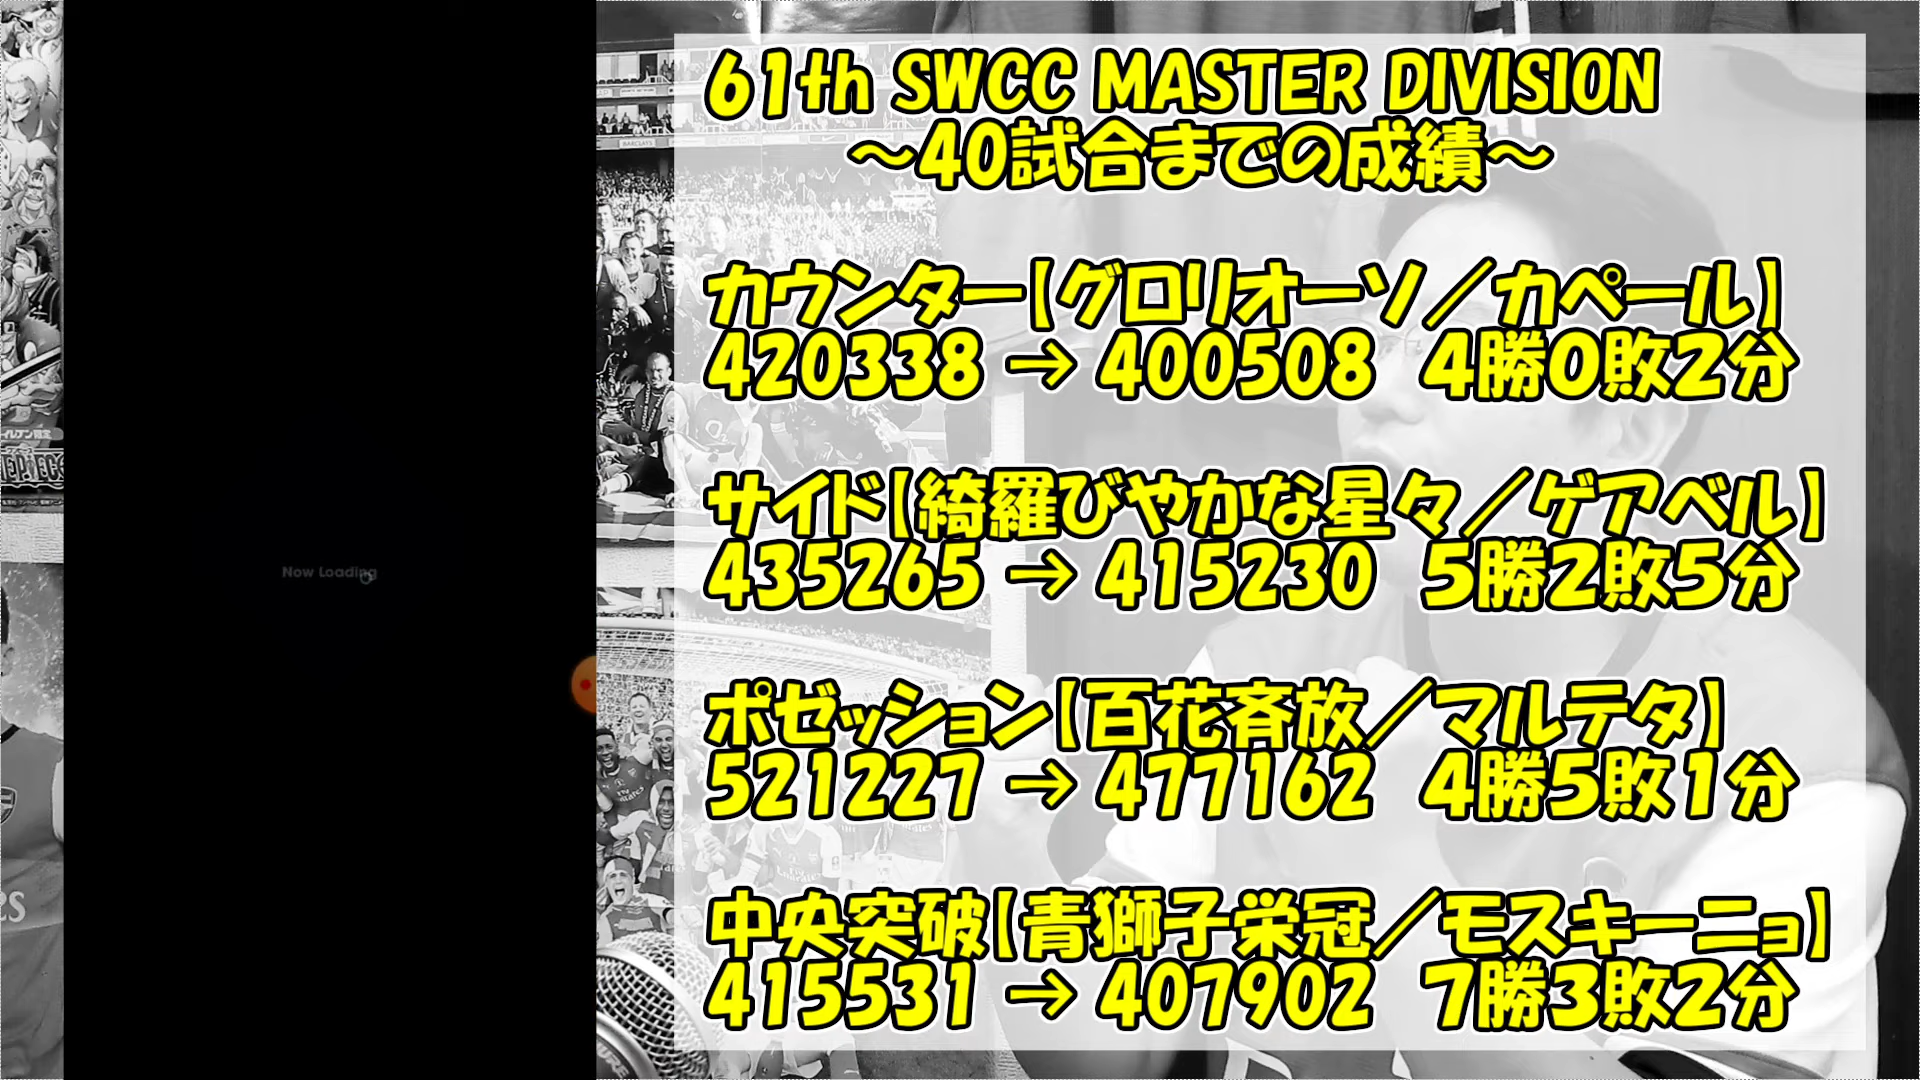 61th SWCC MASTER DIVISION
～40試合までの成績～
カウンター【グロリオーソ／カペール】
420338 → 400508 4勝0敗2分
サイド【綺羅びやかな星々／ゲアベル】
435265 → 415230 5勝2敗5分
ポゼッション【百花斉放／マルテタ】
521227 → 477162 4勝5敗1分
中央突破【青獅子栄冠／モスキーニョ】
415531 → 407902 7勝3敗2分
Now Loading
BARCLAYS
O2